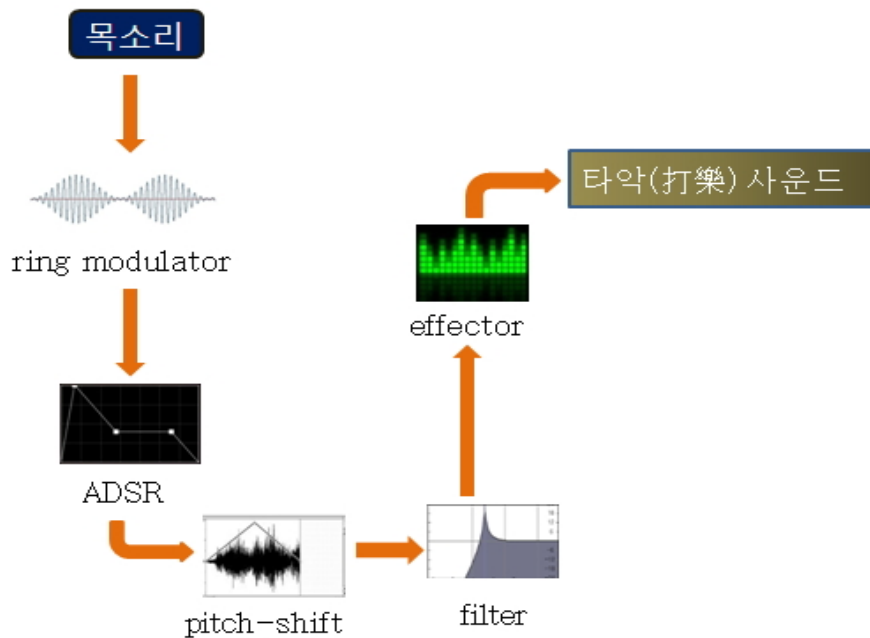 목소리
ring modulator
ADSR
pitch-shift
filter
effector
타악(打樂) 사운드